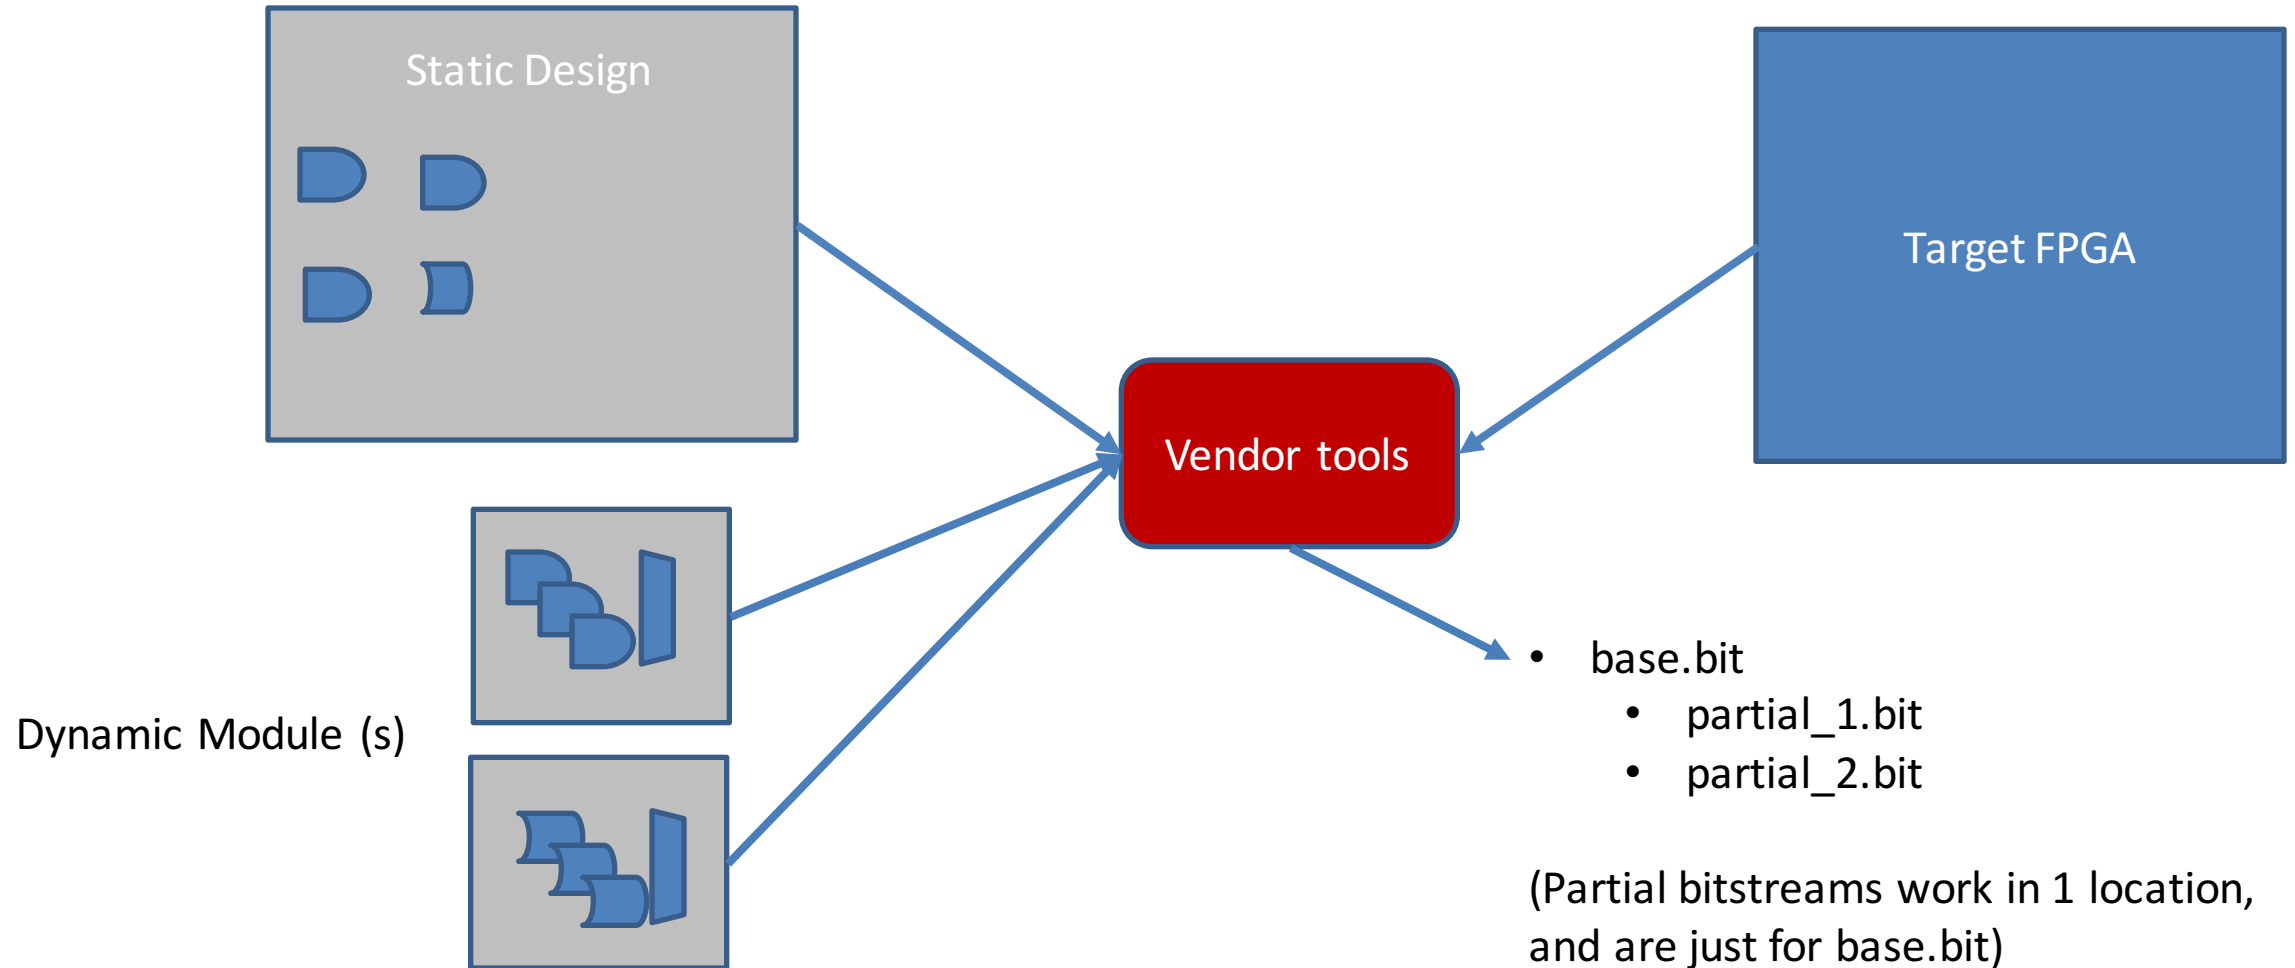 Static Design
Target FPGA
Vendor tools
Dynamic Module (s)
• base.bit
• partial_1.bit
• partial_2.bit
(Partial bitstreams work in 1 location,
and are just for base.bit)